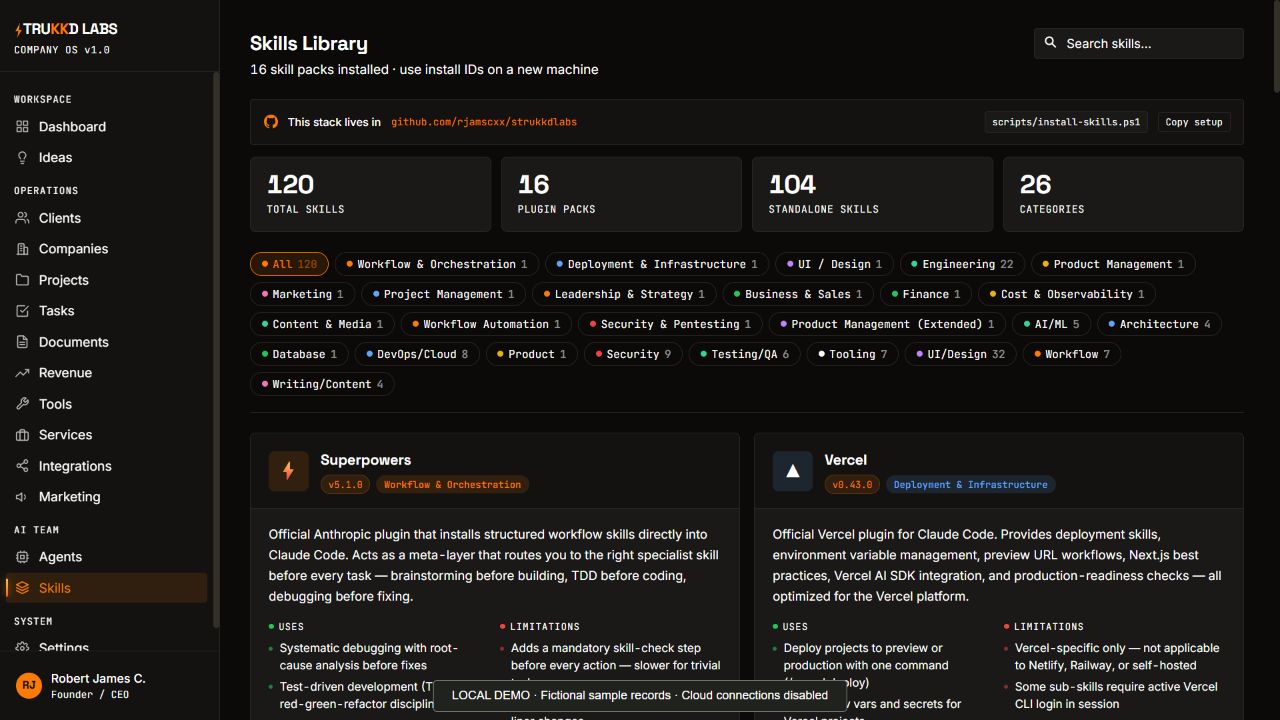 TRUKKD LABS
COMPANY OS v1.0
WORKSPACE
Dashboard
Ideas
OPERATIONS
Clients
Companies
Projects
Tasks
Documents
Revenue
Tools
Services
Integrations
Marketing
AI TEAM
Agents
Skills
SYSTEM
Settings
RJ
Robert James C.
Founder / CEO
Skills Library
16 skill packs installed · use install IDs on a new machine
Search skills...
This stack lives in github.com/rjamscxx/strukkdlabs
scripts/install-skills.ps1
Copy setup
120
TOTAL SKILLS
16
PLUGIN PACKS
104
STANDALONE SKILLS
26
CATEGORIES
All 120 Workflow & Orchestration 1 Deployment & Infrastructure 1 UI / Design 1 Engineering 22 Product Management 1
Marketing 1 Project Management 1 Leadership & Strategy 1 Business & Sales 1 Finance 1 Cost & Observability 1
Content & Media 1 Workflow Automation 1 Security & Pentesting 1 Product Management (Extended) 1 AI/ML 5 Architecture 4
Database 1 DevOps/Cloud 8 Product 1 Security 9 Testing/QA 6 Tooling 7 UI/Design 32 Workflow 7
Writing/Content 4
Superpowers
v5.1.0 Workflow & Orchestration
Official Anthropic plugin that installs structured workflow skills directly into
Claude Code. Acts as a meta-layer that routes you to the right specialist skill
before every task — brainstorming before building, TDD before coding,
debugging before fixing.
USES
Systematic debugging with root-
cause analysis before fixes
Test-driven development (T
red-green-refactor disciplin
LIMITATIONS
Adds a mandatory skill-check step
before every action — slower for trivial
Vercel
v0.43.0 Deployment & Infrastructure
Official Vercel plugin for Claude Code. Provides deployment skills,
environment variable management, preview URL workflows, Next.js best
practices, Vercel AI SDK integration, and production-readiness checks — all
optimized for the Vercel platform.
USES
Deploy projects to preview or
production with one command
vars and secrets for
Vercel projects
LIMITATIONS
Vercel-specific only — not applicable
to Netlify, Railway, or self-hosted
Some sub-skills require active Vercel
CLI login in session
LOCAL DEMO · Fictional sample records · Cloud connections disabled